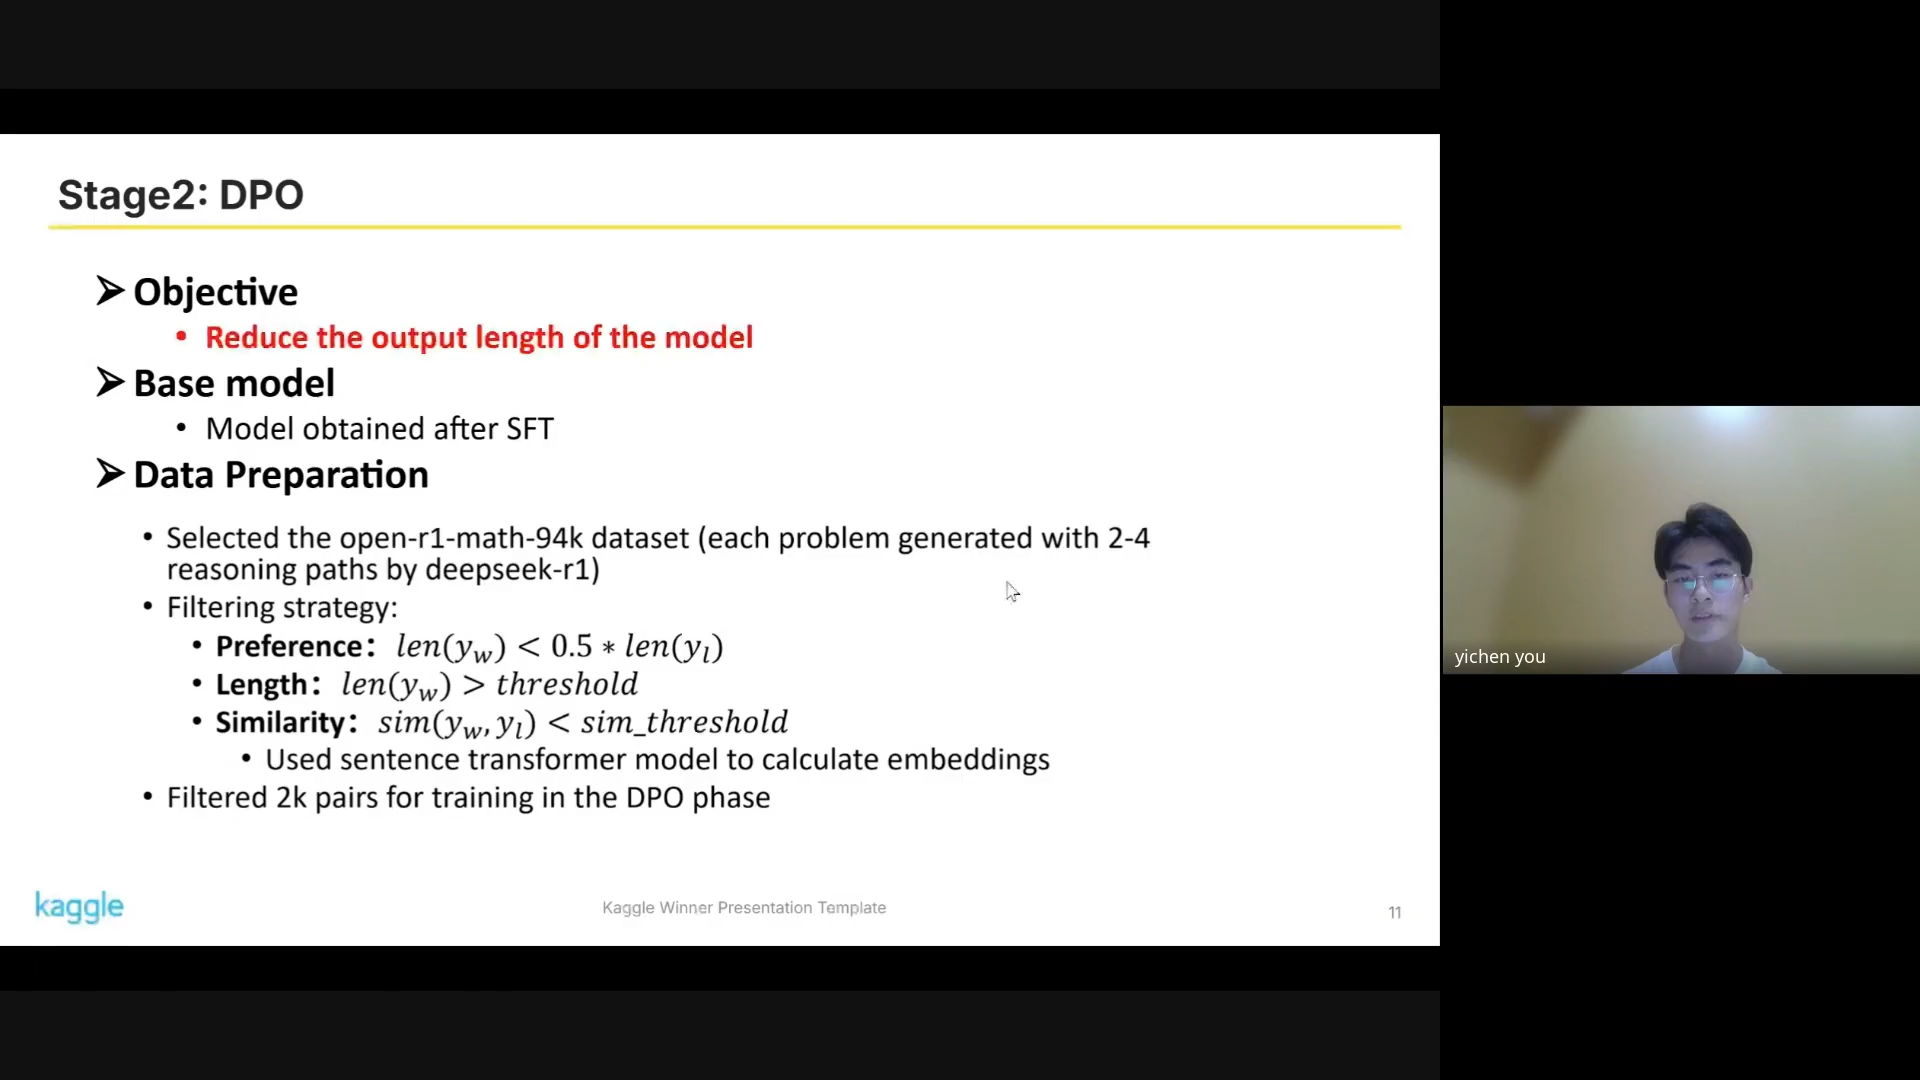 Stage2: DPO
➢ Objective
• Reduce the output length of the model
➢ Base model
• Model obtained after SFT
➢ Data Preparation
• Selected the open-r1-math-94k dataset (each problem generated with 2-4
reasoning paths by deepseek-r1)
• Filtering strategy:
• Preference: len(y_w) < 0.5 * len(y_l)
• Length: len(y_w) > threshold
• Similarity: sim(y_w, y_l) < sim_threshold
• Used sentence transformer model to calculate embeddings
• Filtered 2k pairs for training in the DPO phase
kaggle
Kaggle Winner Presentation Template
11
yichen you